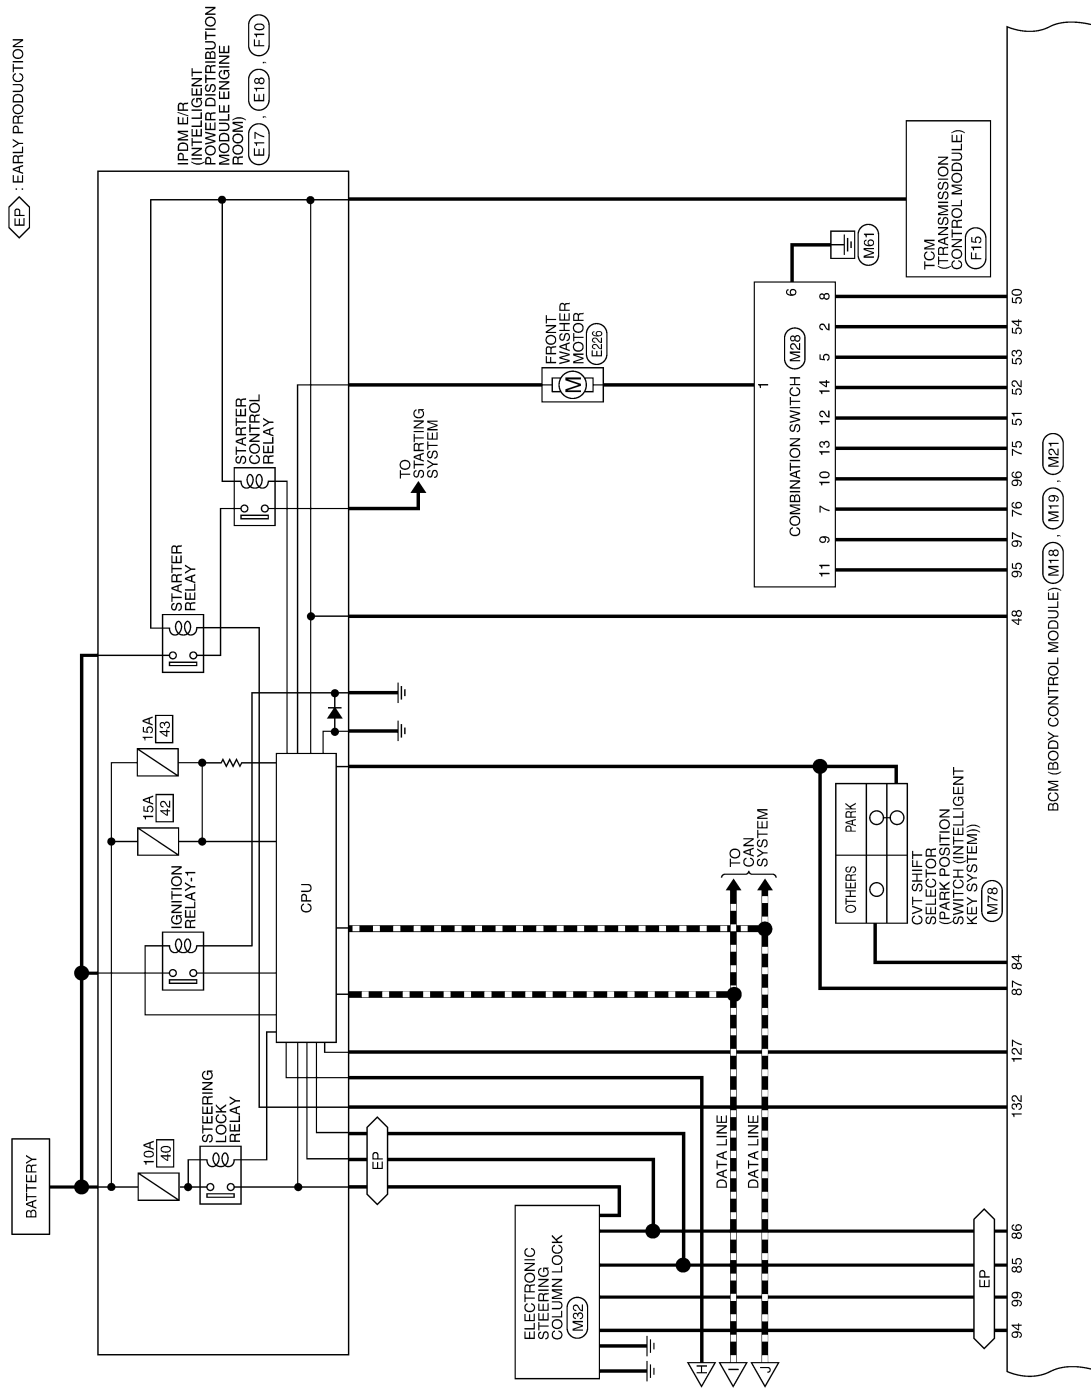 EP : EARLY PRODUCTION
BATTERY
IPDM E/R
(INTELLIGENT
POWER DISTRIBUTION
MODULE ENGINE
ROOM)
E17 , E18 , F10
10A
40
STEERING
LOCK
RELAY
IGNITION
RELAY-1
15A
42
15A
43
STARTER
RELAY
STARTER
CONTROL
RELAY
CPU
EP
TO
STARTING
SYSTEM
FRONT
WASHER
MOTOR
E226
M
ELECTRONIC
STEERING
COLUMN LOCK
M32
DATA LINE
DATA LINE
TO
CAN
SYSTEM
H
I
J
OTHERS
PARK
CVT SHIFT
SELECTOR
(PARK POSITION
SWITCH (INTELLIGENT
KEY SYSTEM))
M78
1
6
COMBINATION SWITCH M28
11 9 7 10 13 12 14 5 2 8
M61
TCM
(TRANSMISSION
CONTROL MODULE)
F15
EP
94 99 85 86 132 127 87 84 48 95 97 76 96 75 51 52 53 54 50
BCM (BODY CONTROL MODULE) M18 , M19 , M21